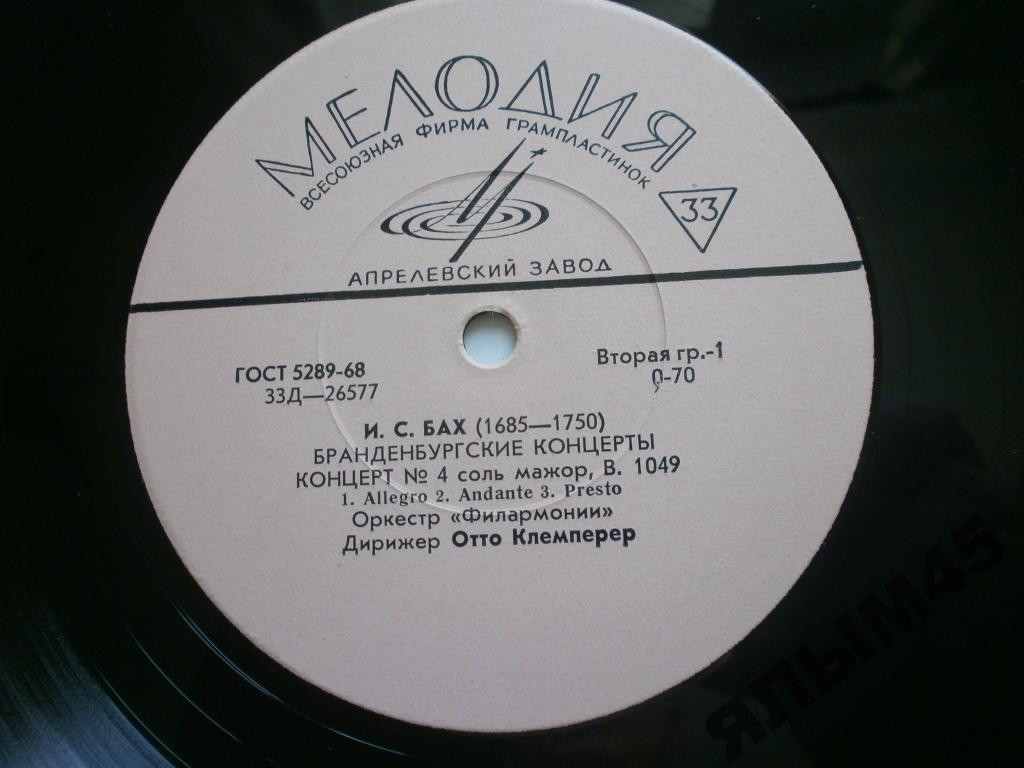 МЕЛОДИЯ
ВСЕСОЮЗНАЯ ФИРМА ГРАМПЛАСТИНОК
33
АПРЕЛЕВСКИЙ ЗАВОД
ГОСТ 5289-68
33Д—26577
Вторая гр.-1
0-70
И. С. БАХ (1685—1750)
БРАНДЕНБУРГСКИЕ КОНЦЕРТЫ
КОНЦЕРТ № 4 соль мажор, В. 1049
1. Allegro 2. Andante 3. Presto
Оркестр «Филармонии»
Дирижер Отто Клемперер
ЯЛЫМ45